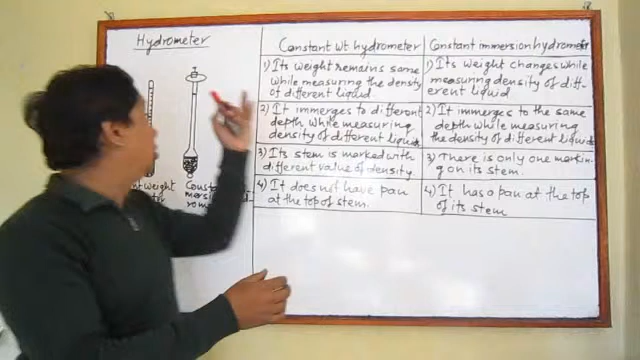 Hydrometer
weight
Const
mers
rome
Constant wt hydrometer
1) Its weight remains same
while measuring the density
of different liquid
2) It immerges to different
depth while measuring
density of different liquid
3) Its stem is marked with
different value of density.
4) It does not have pan
at the top of stem.
Constant immersion hydrometer
1) Its weight changes while
measuring density of diff-
erent liquid
2) It immerges to the same
depth while measuring
the density of different liquid
3) There is only one markin-
g on its stem.
4) It has a pan at the top
of its stem